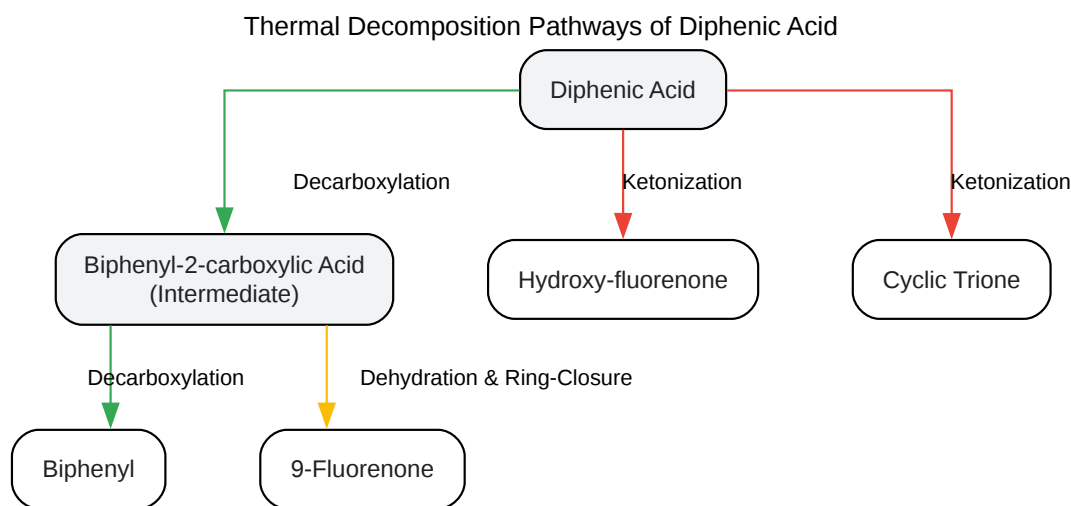 Thermal Decomposition Pathways of Diphenic Acid
Diphenic Acid
Decarboxylation
Ketonization
Ketonization
Biphenyl-2-carboxylic Acid
(Intermediate)
Hydroxy-fluorenone
Cyclic Trione
Decarboxylation
Dehydration & Ring-Closure
Biphenyl
9-Fluorenone